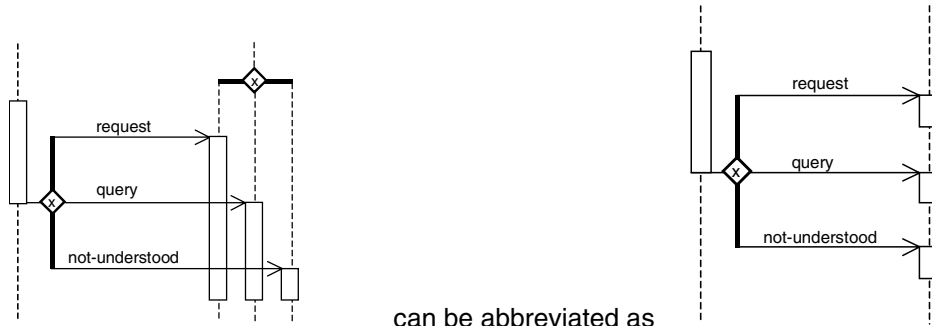 x
request
query
x
not-understood
can be abbreviated as
request
query
x
not-understood